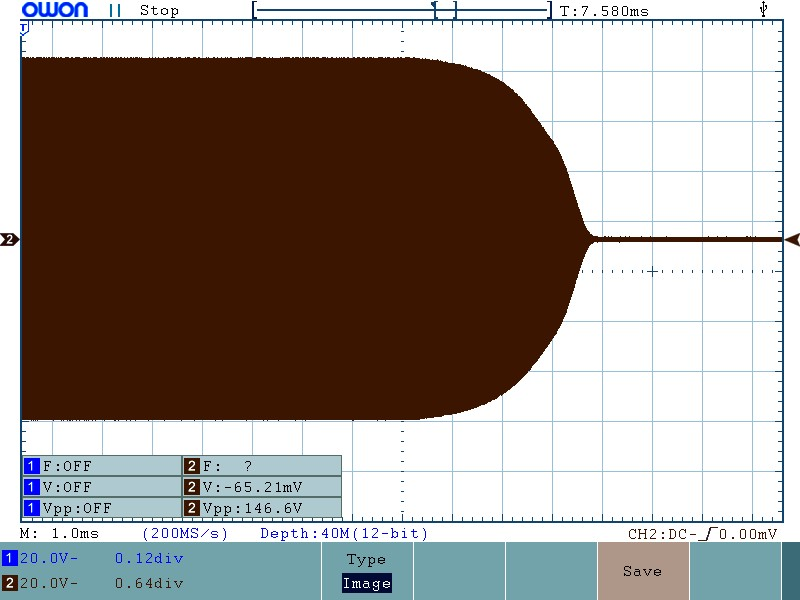 owon Stop T:7.580ms
T
2
1 F:OFF 2 F: ?
1 V:OFF 2 V:-65.21mV
1 Vpp:OFF 2 Vpp:146.6V
M: 1.0ms (200MS/s) Depth:40M(12-bit) CH2:DC- 0.00mV
1 20.0V- 0.12div Type
2 20.0V- 0.64div Image Save